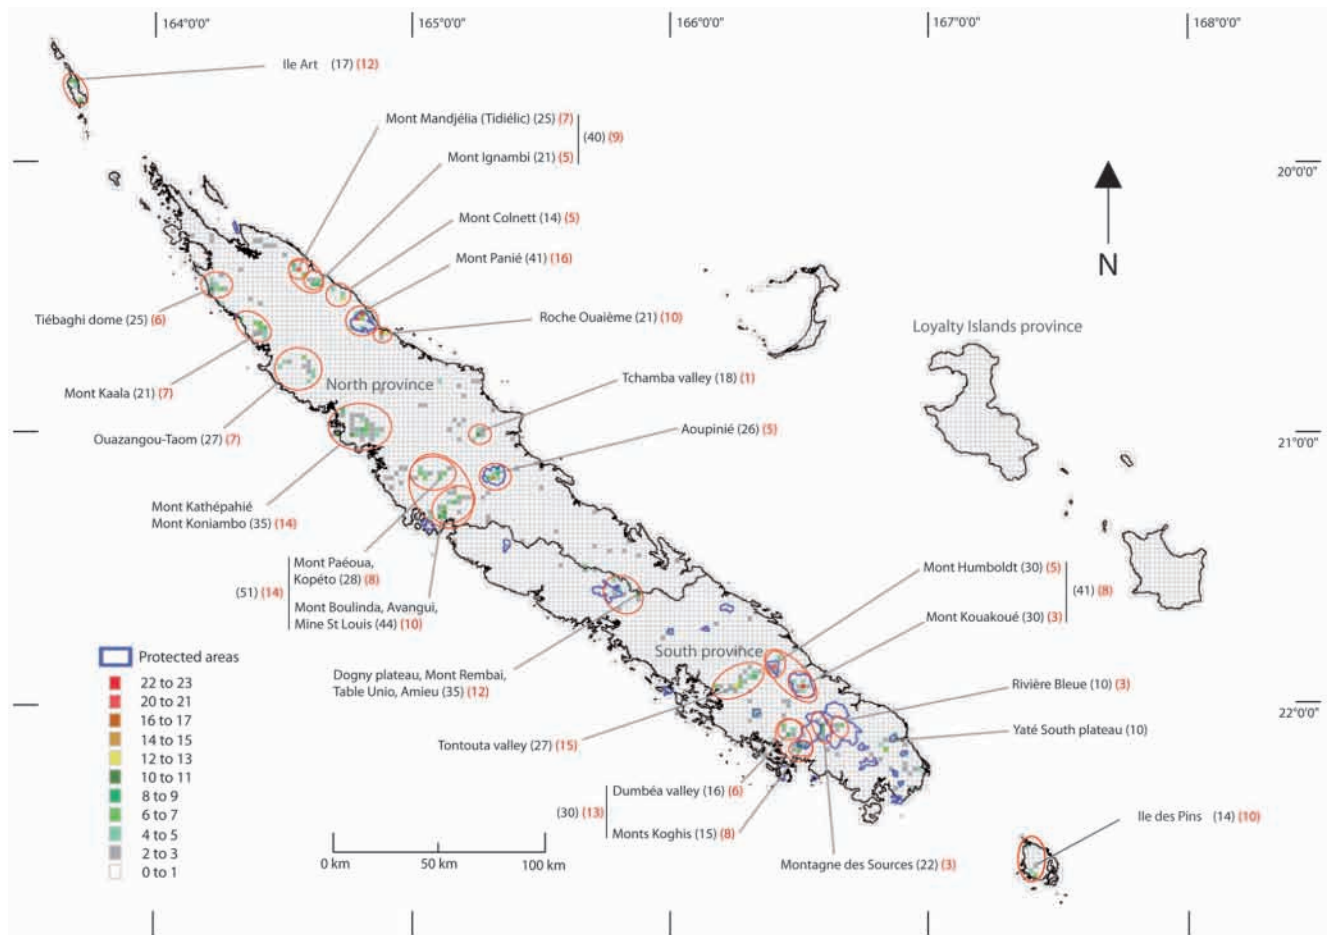 164°0'0"
165°0'0"
166°0'0"
167°0'0"
168°0'0"
Ile Art (17) (12)
Mont Mandjélia (Tidiélic) (25) (7)
(40) (9)
Mont Ignambi (21) (5)
20°0'0"
Mont Colnett (14) (5)
Mont Panié (41) (16)
N
Tiébaghi dome (25) (6)
Roche Ouaième (21) (10)
Loyalty Islands province
North province
Tchamba valley (18) (1)
Mont Kaala (21) (7)
Aoupinié (26) (5)
21°0'0"
Ouazangou-Taom (27) (7)
Mont Kathépahié
Mont Koniambo (35) (14)
Mont Paéoua,
Kopéto (28) (8)
(51) (14)
Mont Boulinda, Avangui,
Mine St Louis (44) (10)
Mont Humboldt (30) (5)
(41) (8)
Mont Kouakoué (30) (3)
South province
Dogny plateau, Mont Rembai,
Table Unio, Amieu (35) (12)
Rivière Bleue (10) (3)
22°0'0"
Yaté South plateau (10)
Tontouta valley (27) (15)
Dumbéa valley (16) (6)
(30) (13)
Monts Koghis (15) (8)
Ile des Pins (14) (10)
Montagne des Sources (22) (3)
Protected areas
22 to 23
20 to 21
16 to 17
14 to 15
12 to 13
10 to 11
8 to 9
6 to 7
4 to 5
2 to 3
0 to 1
0 km
50 km
100 km